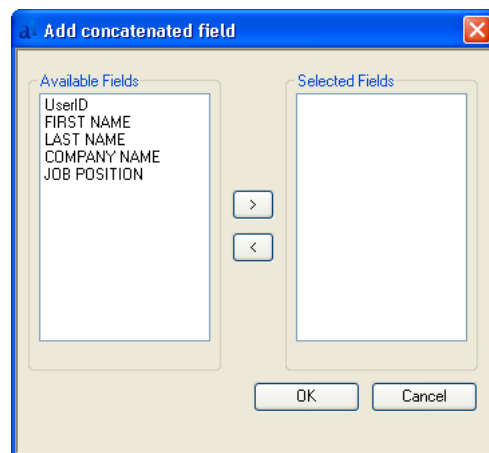 Add concatenated field
Available Fields
UserID
FIRST NAME
LAST NAME
COMPANY NAME
JOB POSITION
Selected Fields
>
<
OK
Cancel